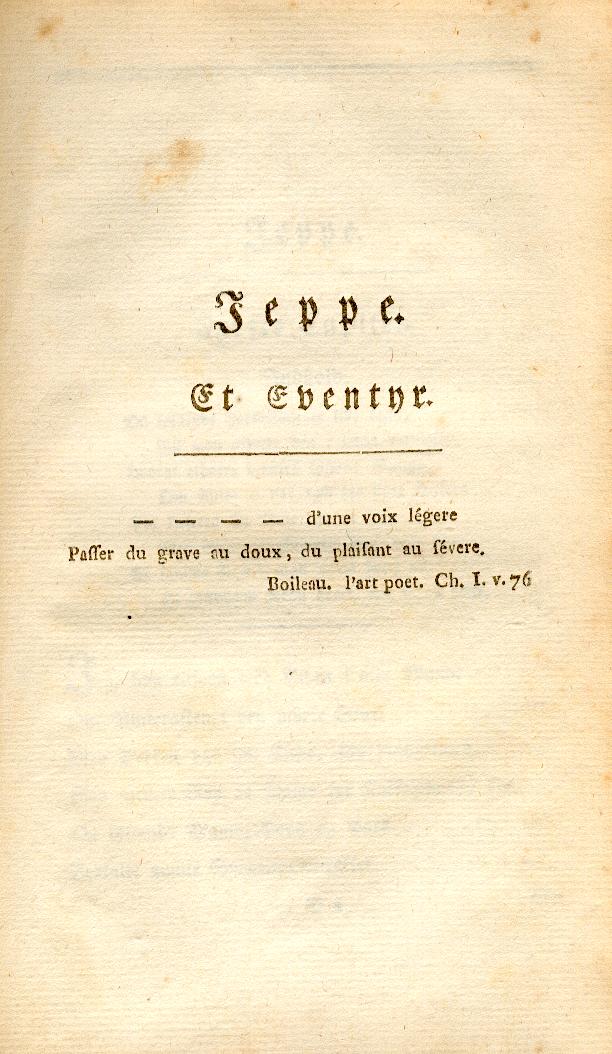 Jeppe.
Et Eventyr.
— — — — d'une voix légere
Paſſer du grave au doux, du plaiſant au ſévere.
Boileau. l'art poet. Ch. I. v. 76